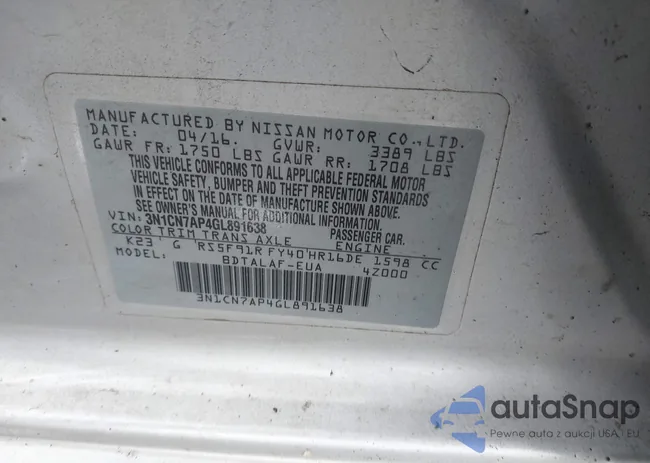 MANUFACTURED BY NISSAN MOTOR CO., LTD.
DATE: 04/16 GVWR: 3389 LBS
GAWR FR: 1750 LBS GAWR RR: 1708 LBS
THIS VEHICLE CONFORMS TO ALL APPLICABLE FEDERAL MOTOR
VEHICLE SAFETY, BUMPER AND THEFT PREVENTION STANDARDS
IN EFFECT ON THE DATE OF MANUFACTURE SHOWN ABOVE.
SEE OWNER'S MANUAL FOR ADDITIONAL INFORMATION
VIN: 3N1CN7AP4GL891638 PASSENGER CAR.
COLOR TRIM TRANS AXLE ENGINE
K23 G RS5F91R FY40 HR16DE 1598 CC
MODEL: BDTALAF-EUA 4Z000
3N1CN7AP4GL891638
autoSnap
Pewne auta z aukcji USA, EU